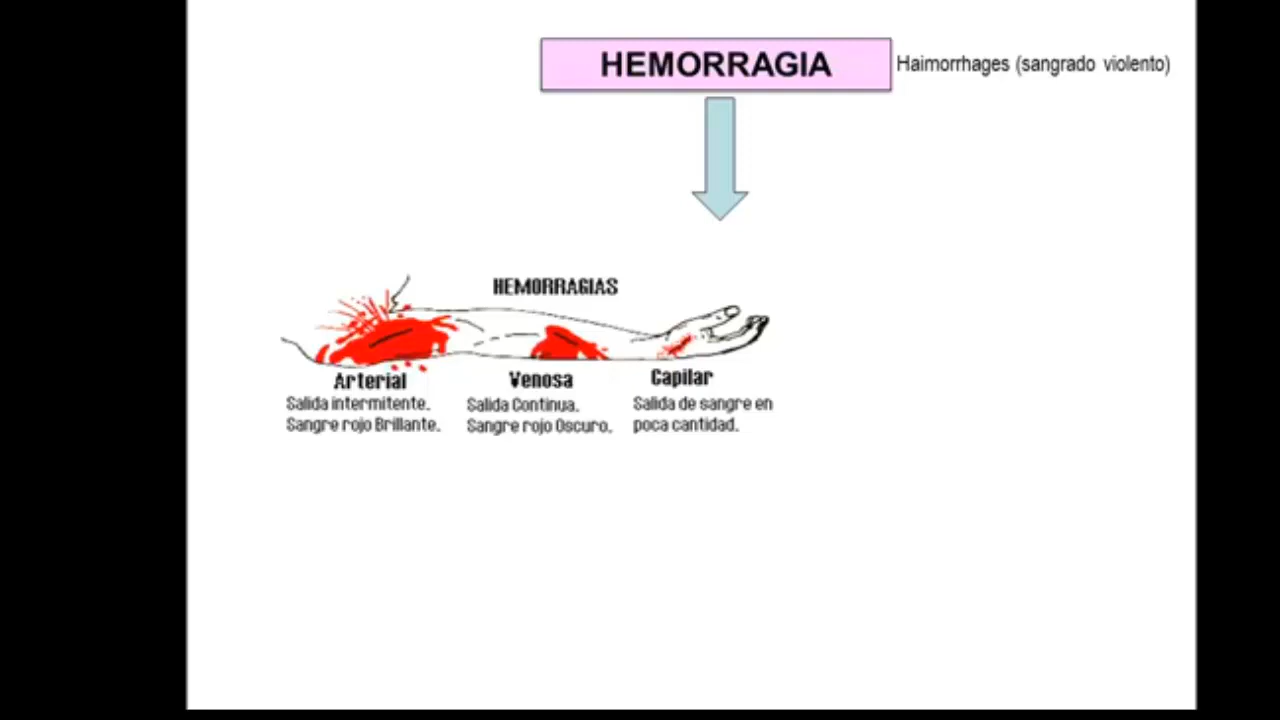 HEMORRAGIA
Haimorrhages (sangrado violento)
HEMORRAGIAS
Arterial
Salida intermitente.
Sangre rojo Brillante.
Venosa
Salida Continua.
Sangre rojo Oscuro.
Capilar
Salida de sangre en
poca cantidad.